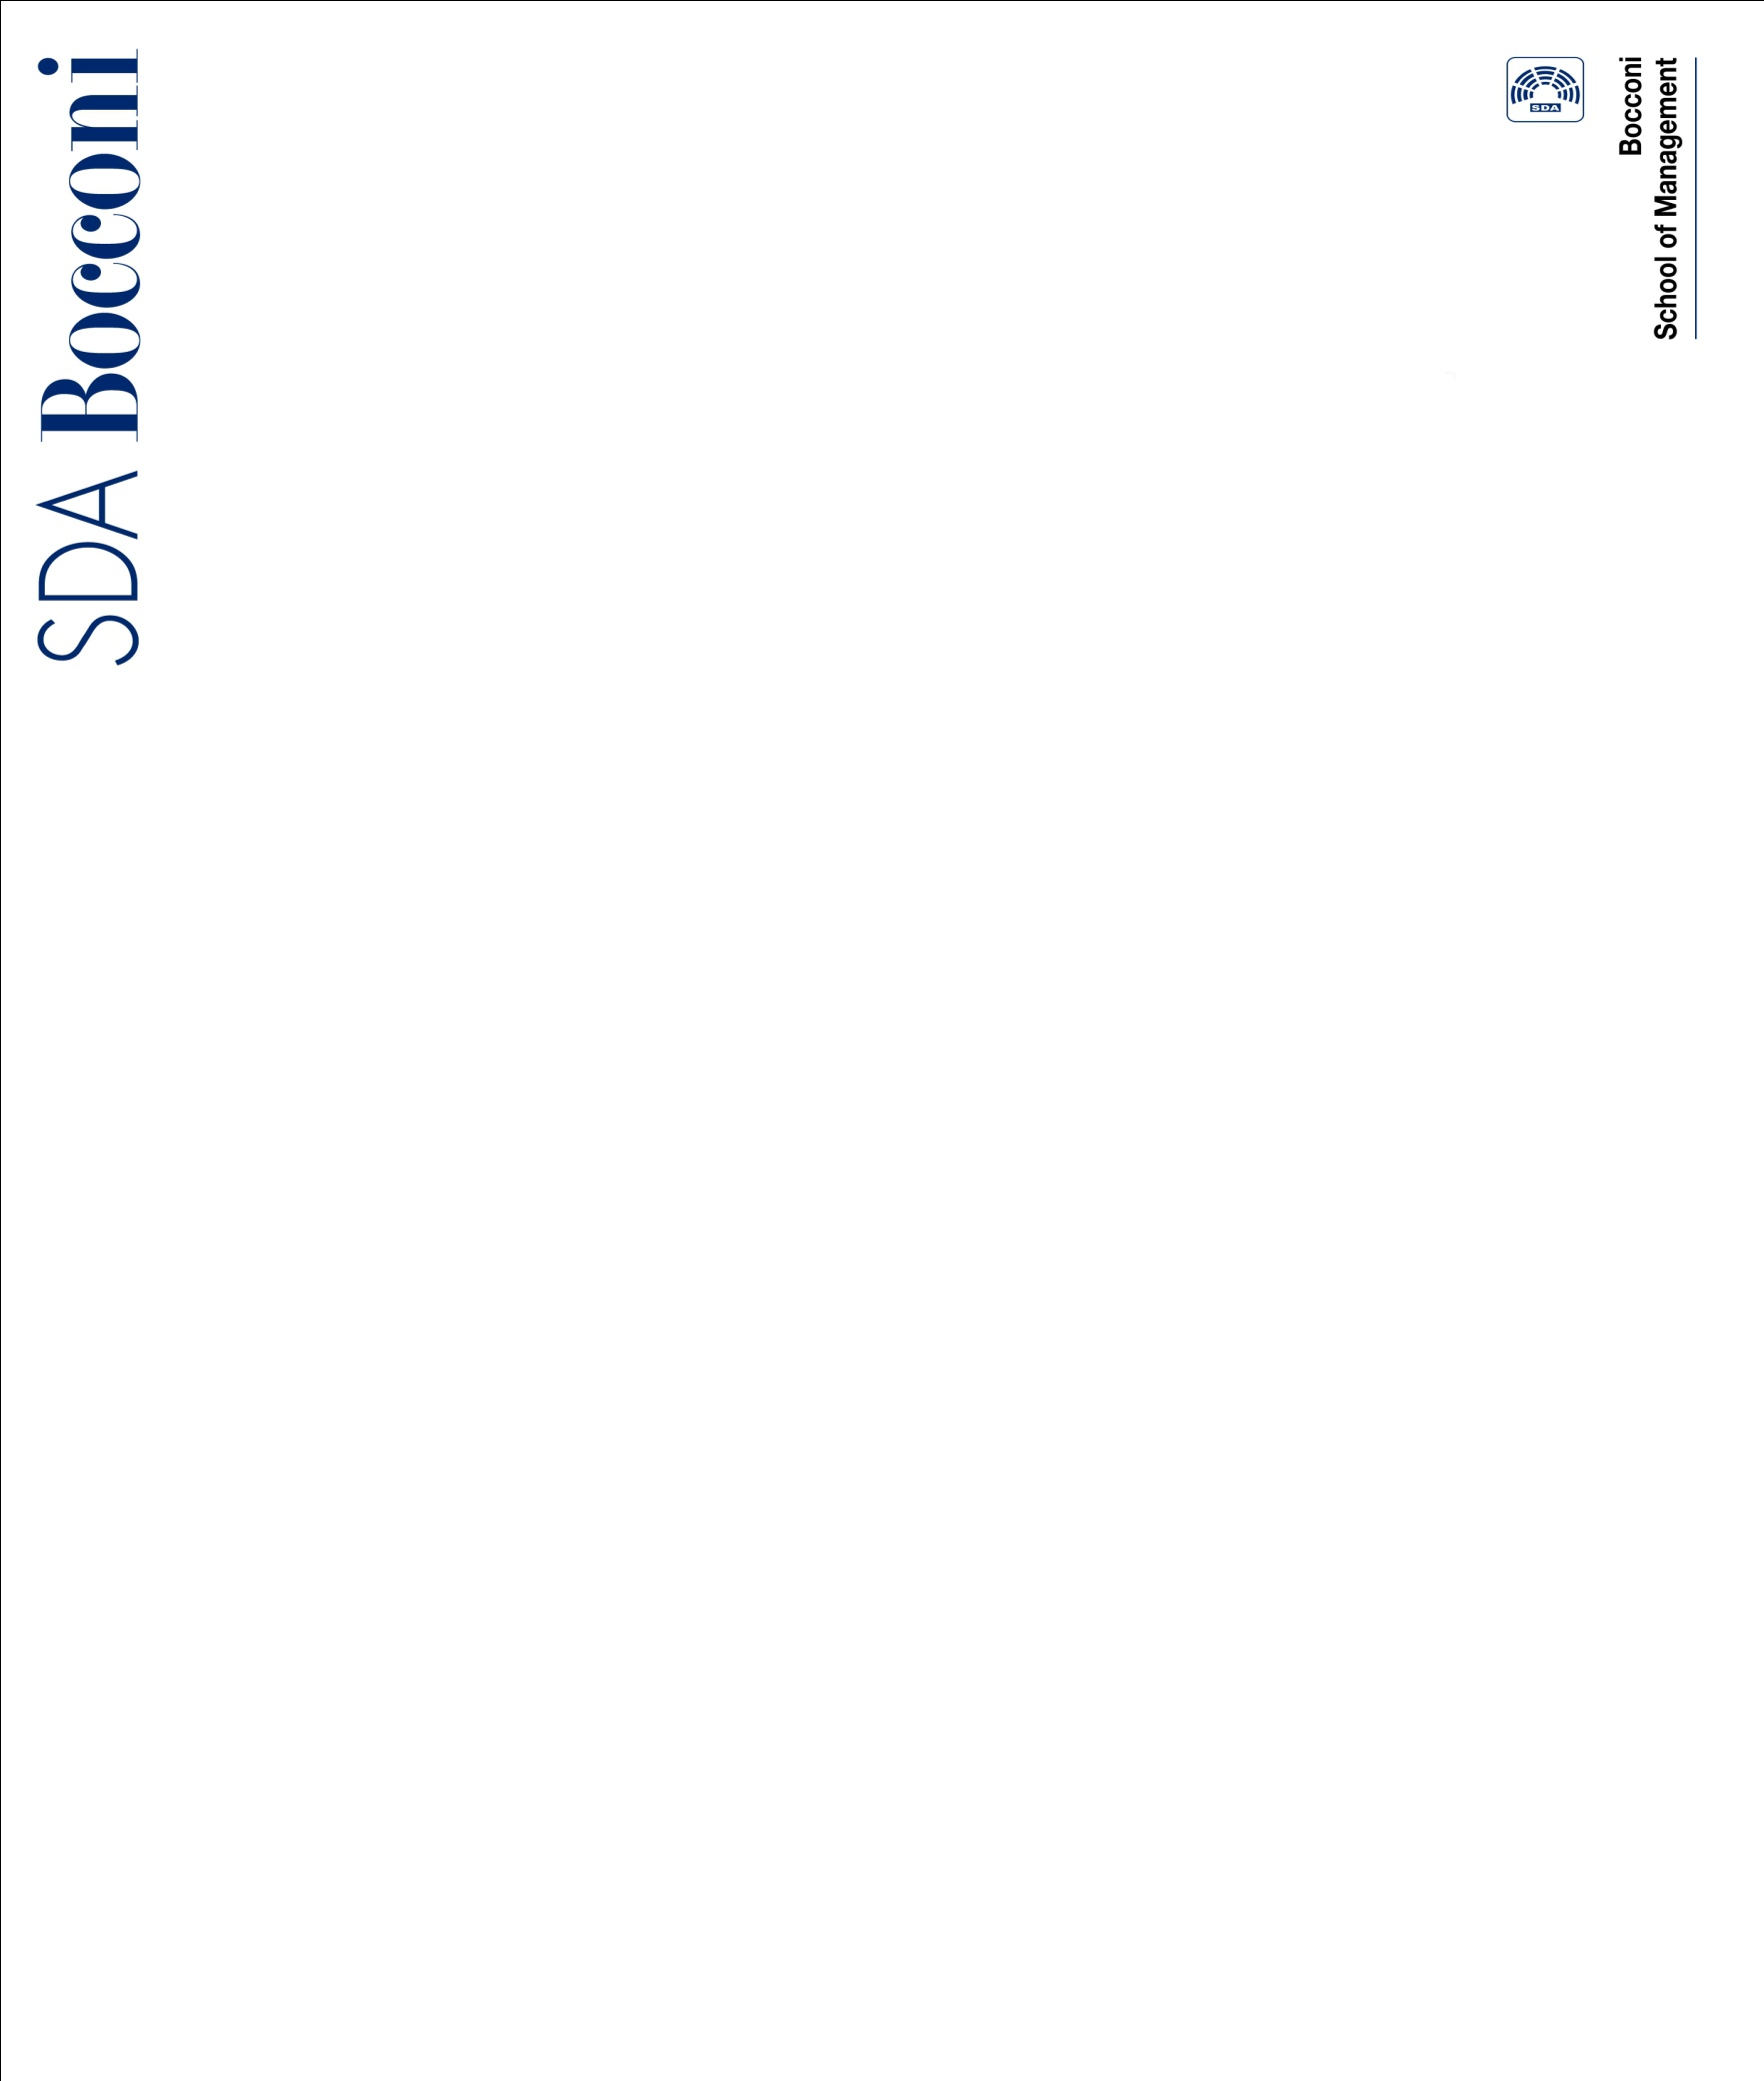 SDA Bocconi
SDA
Bocconi
School of Management